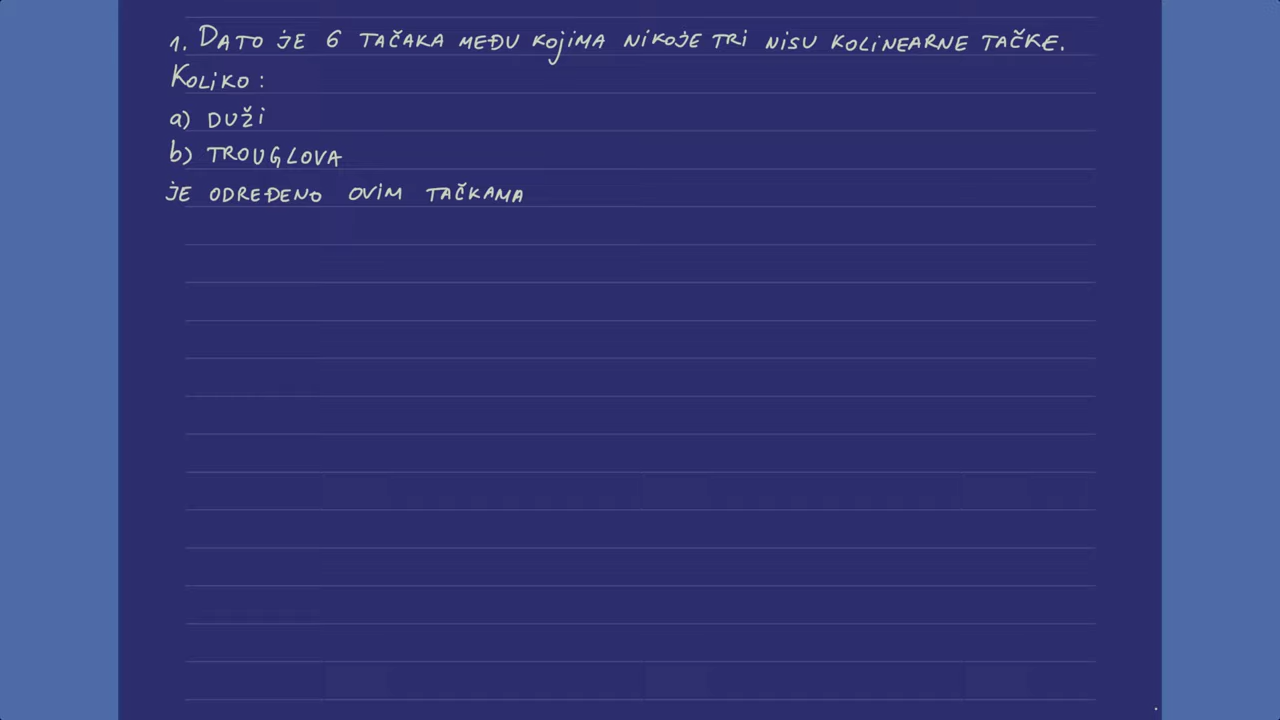 1. DATO JE 6 TAČAKA MEĐU KOJIMA NIKOJE TRI NISU KOLINEARNE TAČKE.
KOLIKO :
a) DUŽI
b) TROUGLOVA
JE ODREĐENO OVIM TAČKAMA